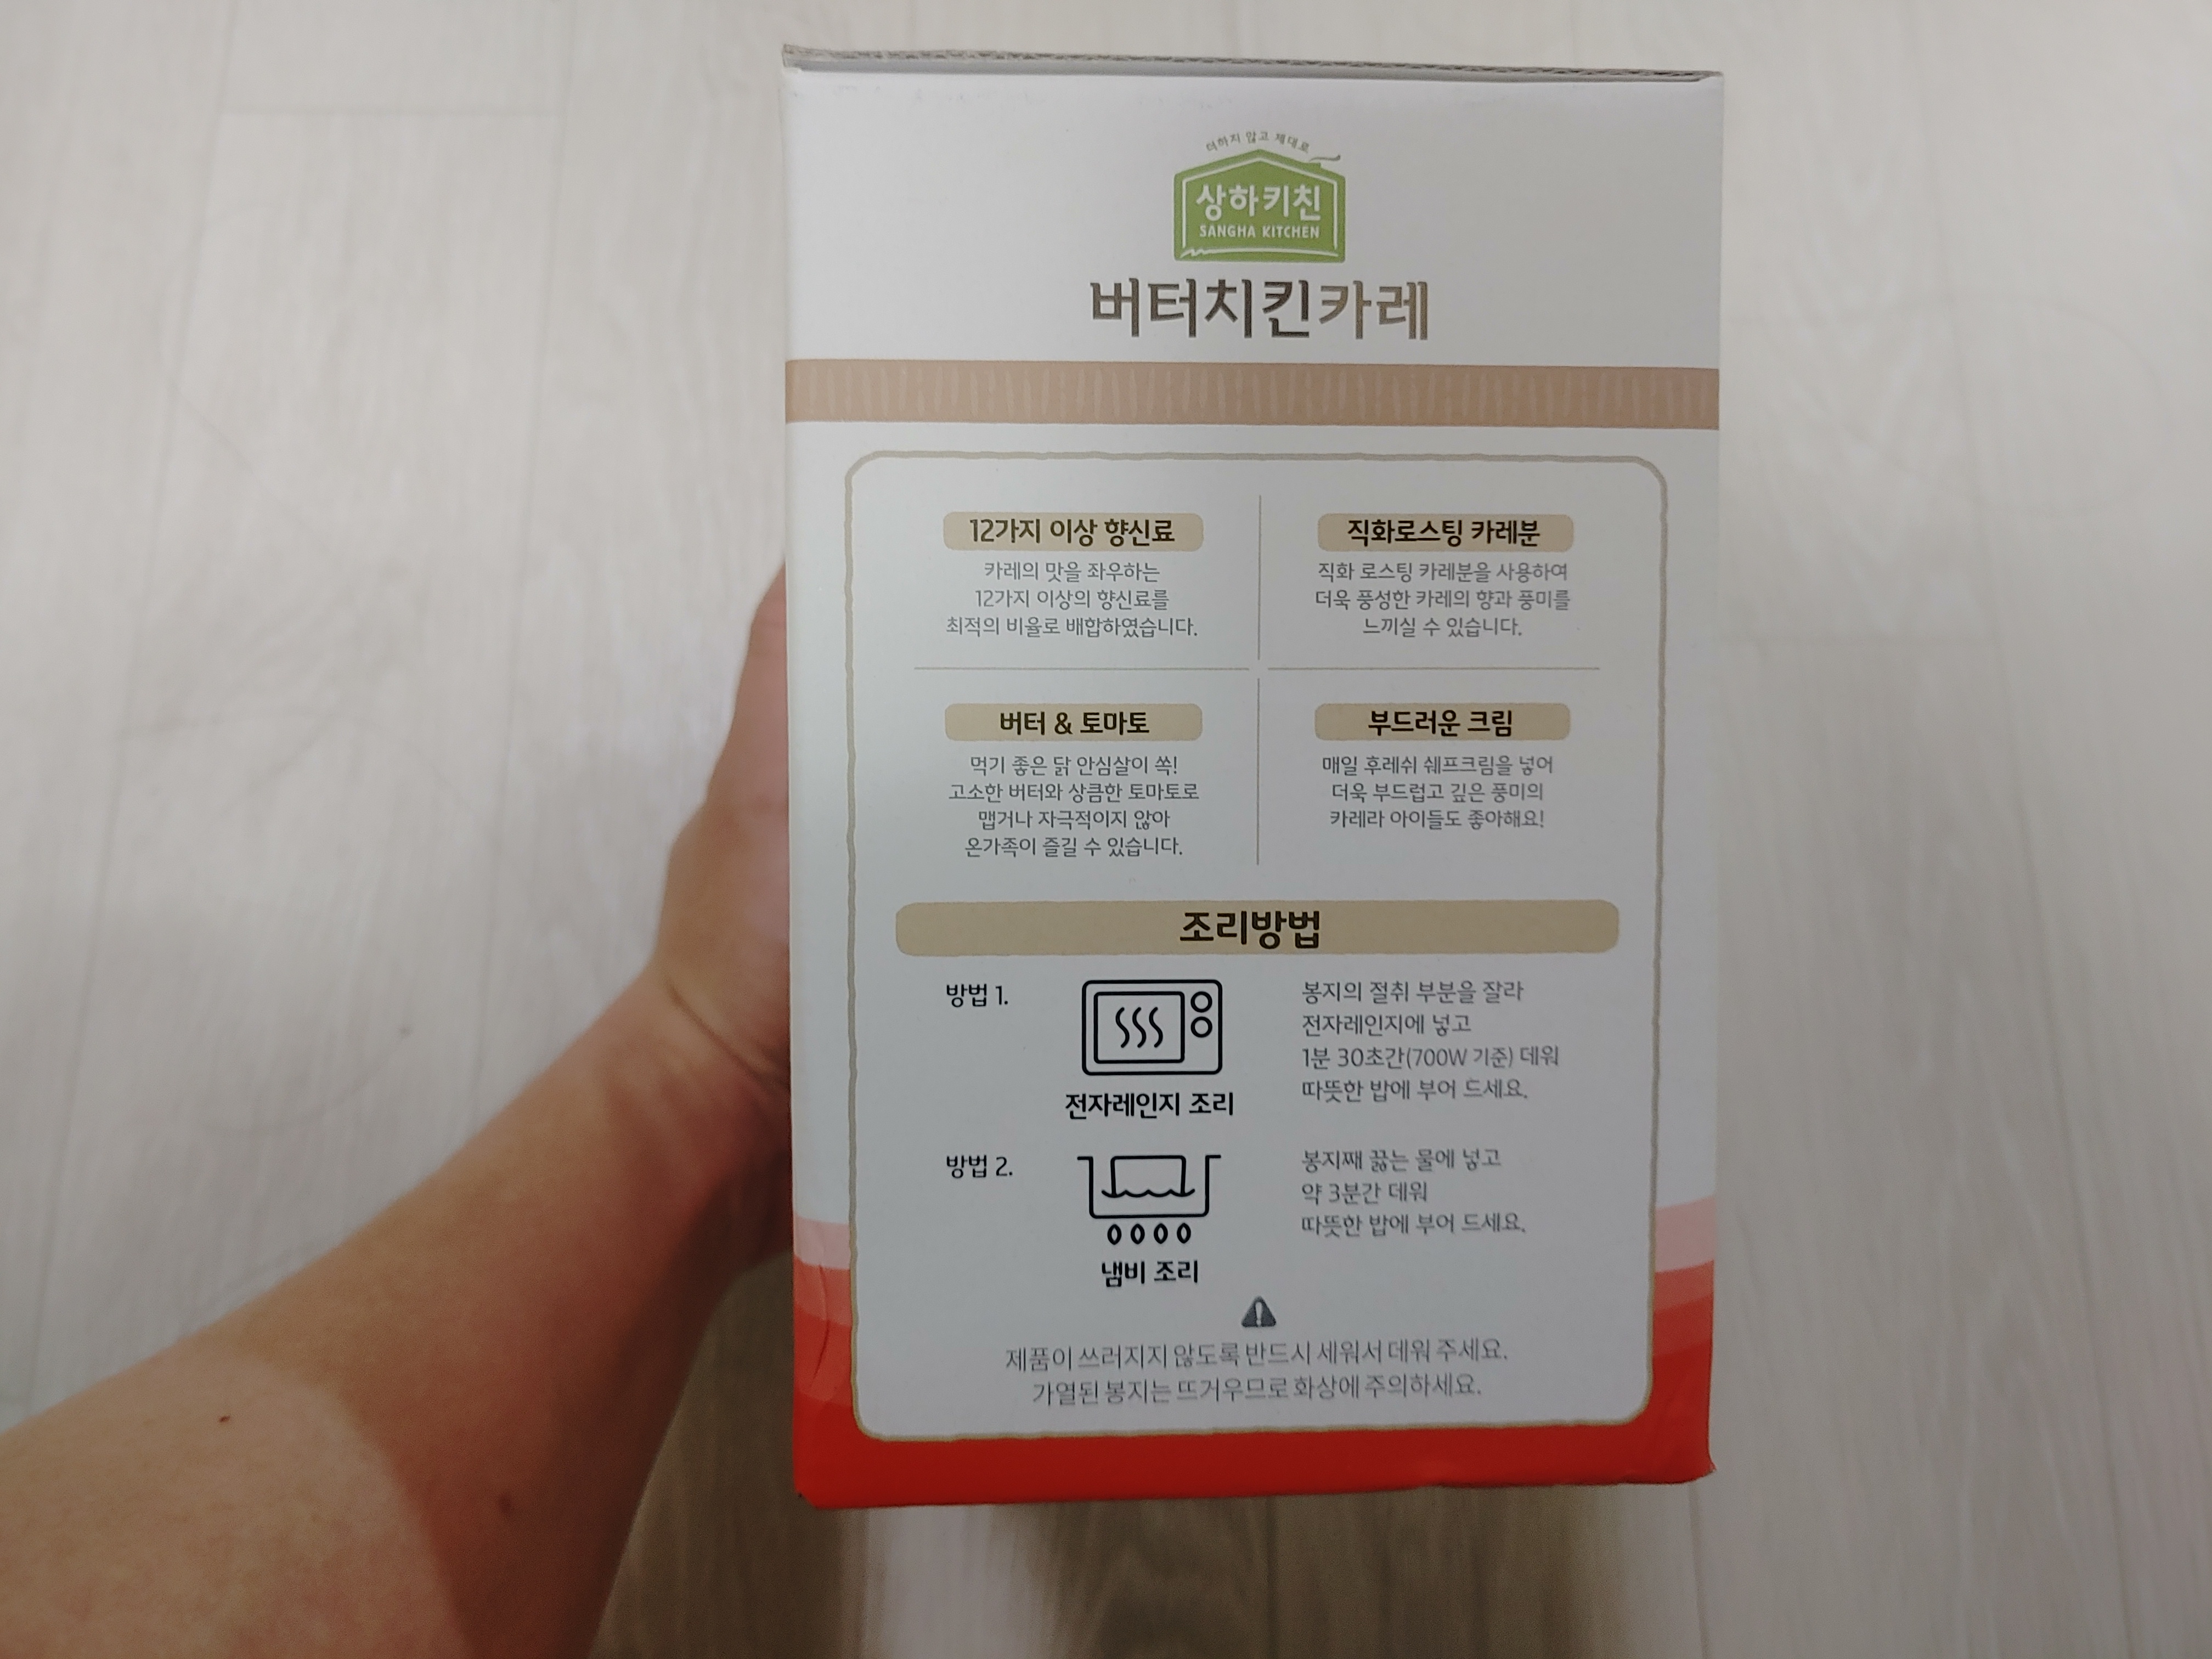 더하지 않고 제대로
상하키친
SANGHA KITCHEN
버터치킨카레
12가지 이상 향신료
카레의 맛을 좌우하는
12가지 이상의 향신료를
최적의 비율로 배합하였습니다.
직화로스팅 카레분
직화 로스팅 카레분을 사용하여
더욱 풍성한 카레의 향과 풍미를
느끼실 수 있습니다.
버터 & 토마토
먹기 좋은 닭 안심살이 쏙!
고소한 버터와 상큼한 토마토로
맵거나 자극적이지 않아
온가족이 즐길 수 있습니다.
부드러운 크림
매일 후레쉬 쉐프크림을 넣어
더욱 부드럽고 깊은 풍미의
카레라 아이들도 좋아해요!
조리방법
방법 1.
전자레인지 조리
봉지의 절취 부분을 잘라
전자레인지에 넣고
1분 30초간(700W 기준) 데워
따뜻한 밥에 부어 드세요.
방법 2.
냄비 조리
봉지째 끓는 물에 넣고
약 3분간 데워
따뜻한 밥에 부어 드세요.
제품이 쓰러지지 않도록 반드시 세워서 데워 주세요.
가열된 봉지는 뜨거우므로 화상에 주의하세요.